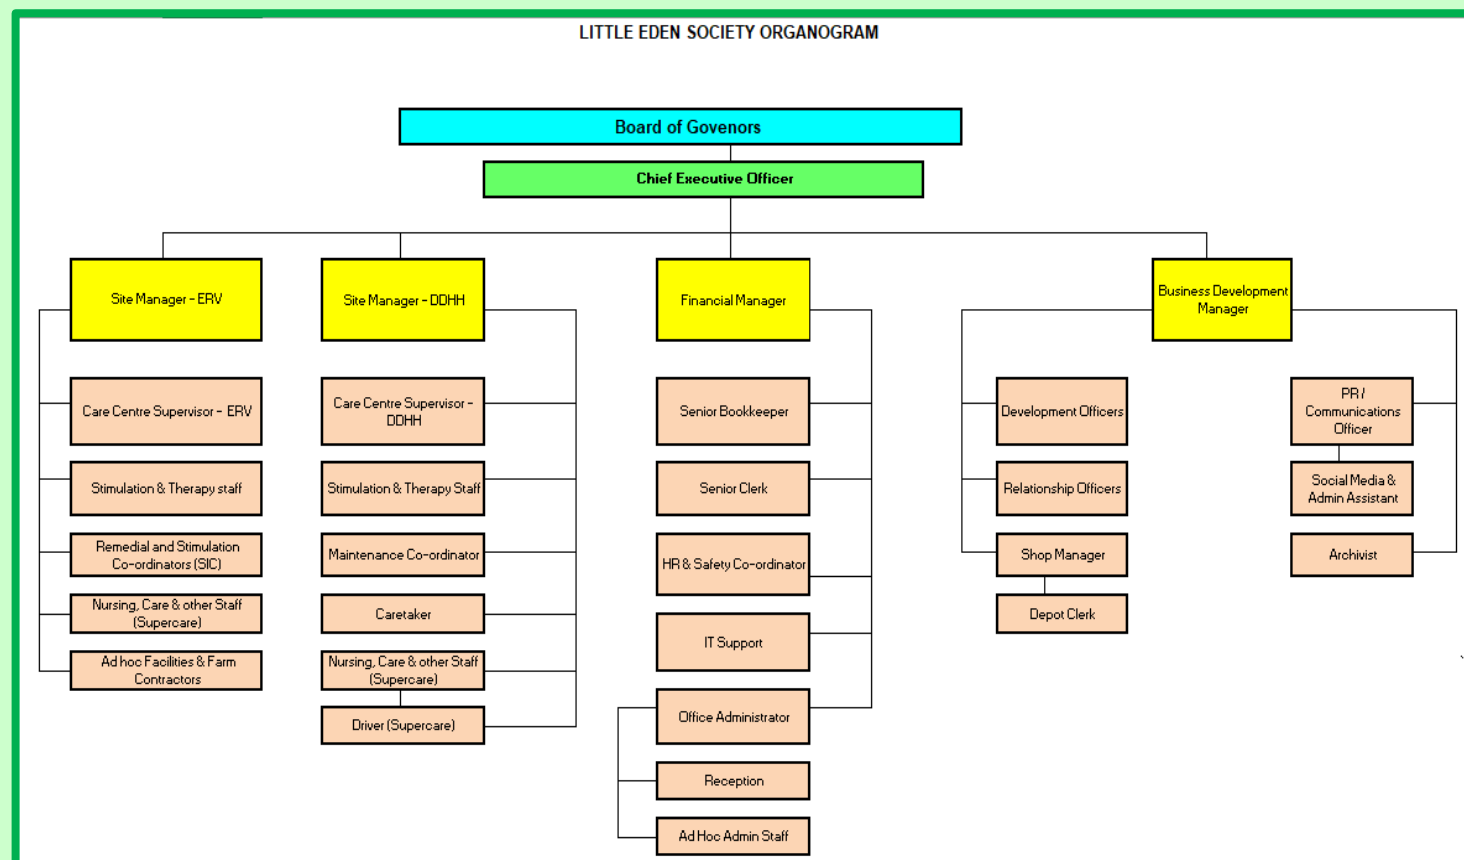 LITTLE EDEN SOCIETY ORGANOGRAM
Board of Govenors
Chief Executive Officer
Site Manager - ERV
Site Manager - DDHH
Financial Manager
Business Development
Manager
Care Centre Supervisor - ERV
Stimulation & Therapy staff
Remedial and Stimulation
Co-ordinators (SIC)
Nursing, Care & other Staff
(Supercare)
Ad hoc Facilities & Farm
Contractors
Care Centre Supervisor -
DDHH
Stimulation & Therapy Staff
Maintenance Co-ordinator
Caretaker
Nursing, Care & other Staff
(Supercare)
Driver (Supercare)
Senior Bookkeeper
Senior Clerk
HR & Safety Co-ordinator
IT Support
Office Administrator
Reception
Ad Hoc Admin Staff
Development Officers
Relationship Officers
Shop Manager
Depot Clerk
PR /
Communications
Officer
Social Media &
Admin Assistant
Archivist